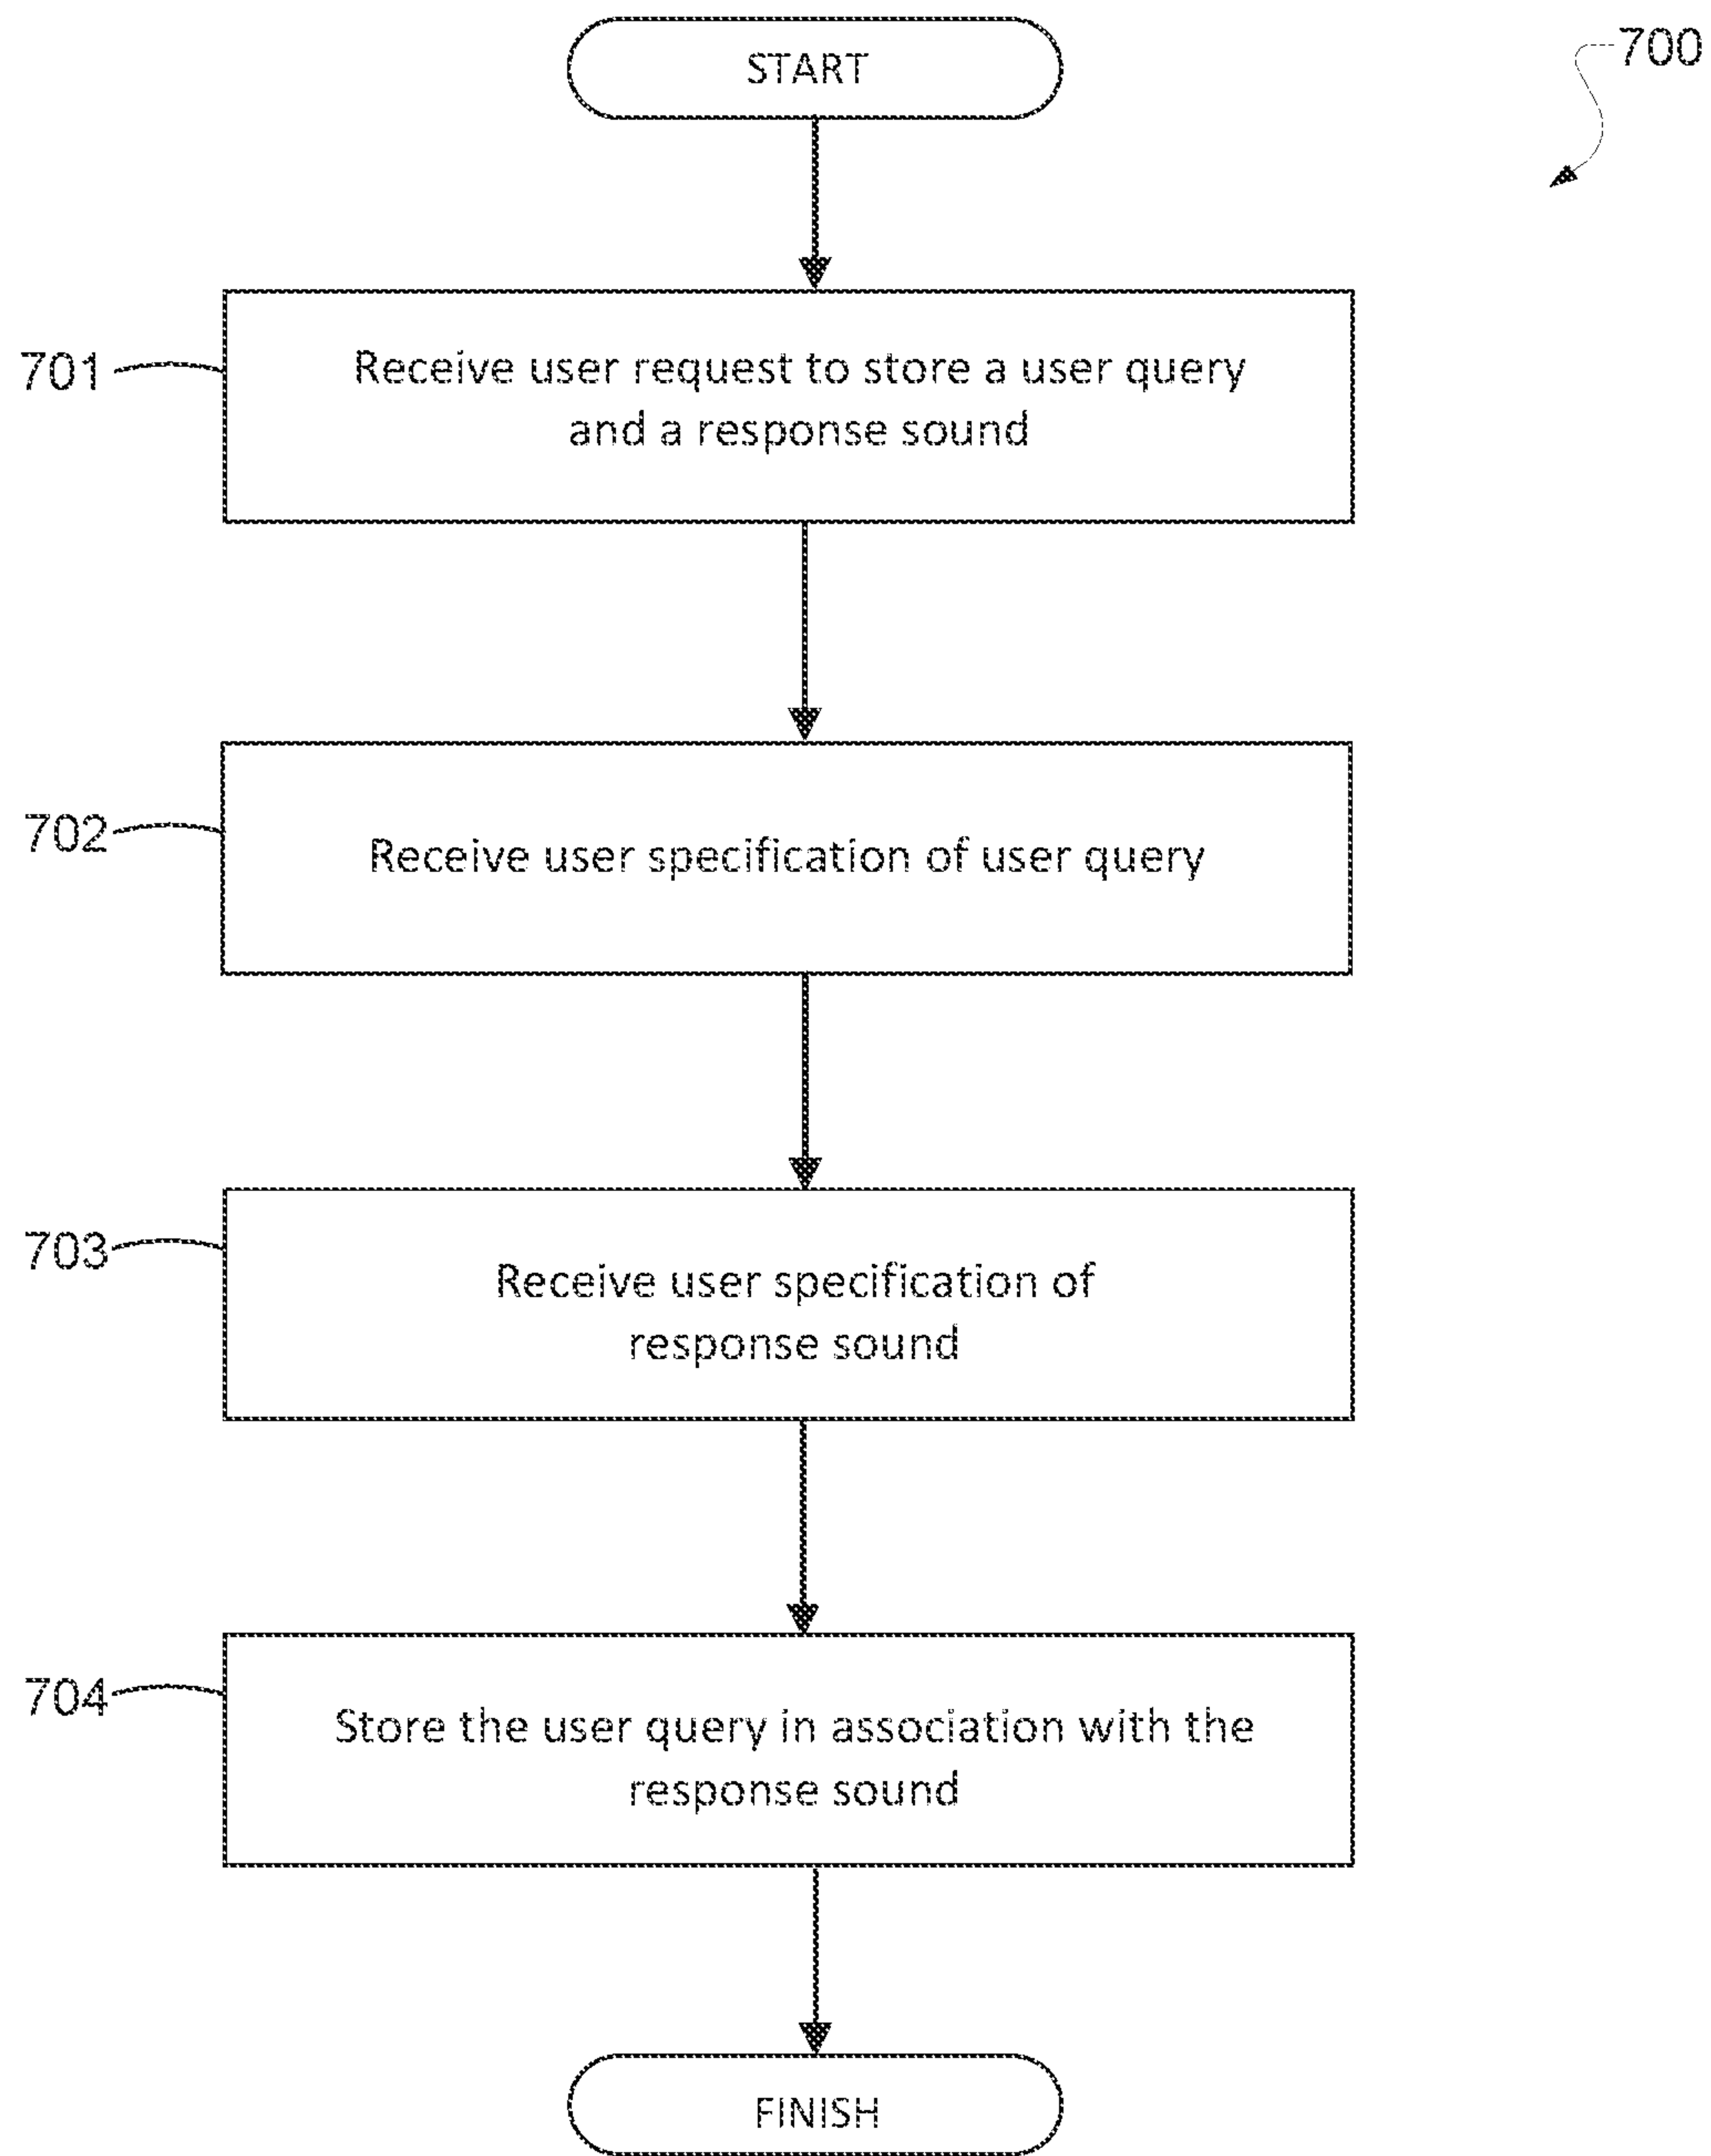 START
700
701
Receive user request to store a user query
and a response sound
702
Receive user specification of user query
703
Receive user specification of
response sound
704
Store the user query in association with the
response sound
FINISH